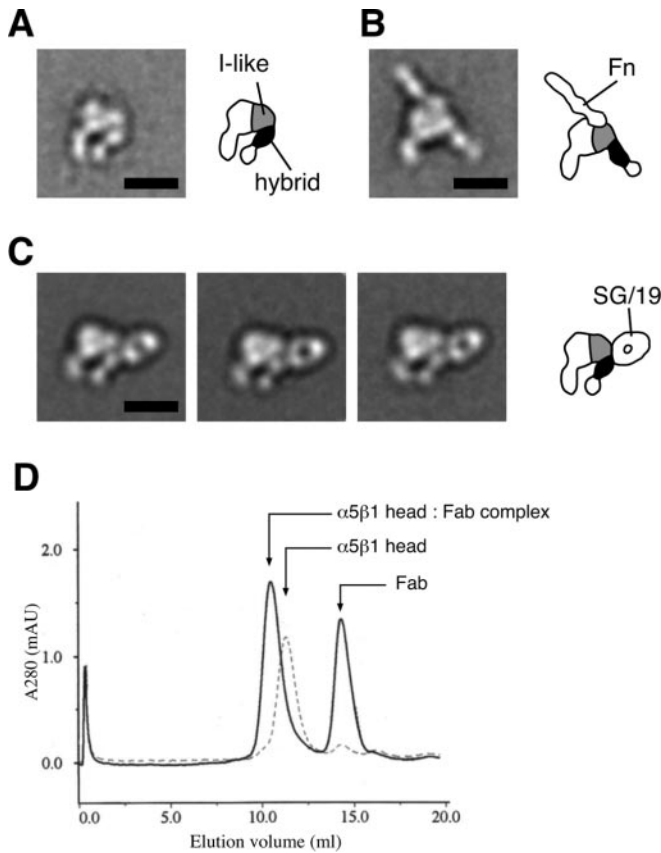 A
I-like
hybrid
B
Fn
C
SG/19
D
α5β1 head : Fab complex
α5β1 head
Fab
A280 (mAU)
2.0
1.0
0.0
0.0 5.0 10.0 15.0 20.0
Elution volume (ml)